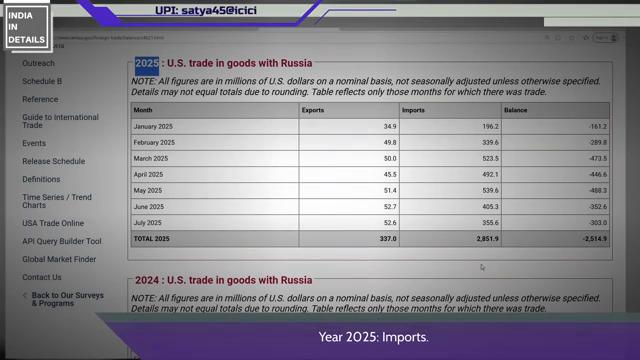 INDIA
IN
DETAILS
UPI: satya45@icici
Outreach
Schedule B
Reference
Guide to International
Trade
Events
Release Schedule
Definitions
Time Series / Trend
Charts
USA Trade Online
API Query Builder Tool
Global Market Finder
Contact Us
Back to Our Surveys
& Programs
2025 : U.S. trade in goods with Russia
NOTE: All figures are in millions of U.S. dollars on a nominal basis, not seasonally adjusted unless otherwise specified.
Details may not equal totals due to rounding. Table reflects only those months for which there was trade.
Month Exports Imports Balance
January 2025 34.9 196.2 -161.2
February 2025 49.8 339.6 -289.8
March 2025 50.0 523.5 -473.5
April 2025 45.5 492.1 -446.6
May 2025 51.4 539.6 -488.3
June 2025 52.7 405.3 -352.6
July 2025 52.6 355.6 -303.0
TOTAL 2025 337.0 2,851.9 -2,514.9
2024 : U.S. trade in goods with Russia
NOTE: All figures are in millions of U.S. dollars on a nominal basis, not seasonally adjusted unless otherwise specified.
Details may not equal totals due to rounding. Table reflects only those months for which there was trade.
Year 2025: Imports.